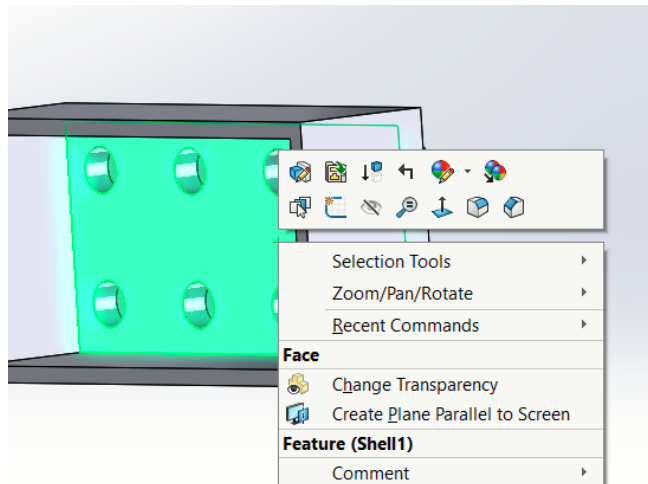 Selection Tools
Zoom/Pan/Rotate
Recent Commands
Face
Change Transparency
Create Plane Parallel to Screen
Feature (Shell1)
Comment